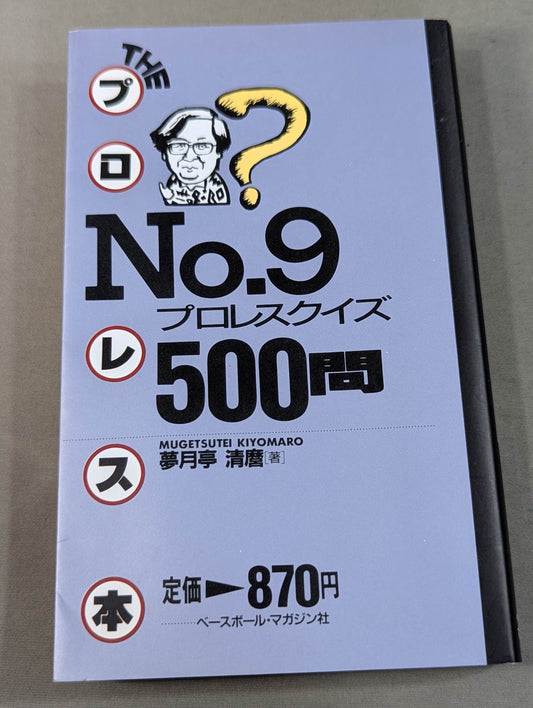 THE
プロレス本
No.9
プロレスクイズ
500問
MUGETSUTEI KIYOMARO
夢月亭 清麿[著]
定価 870円
ベースボール・マガジン社